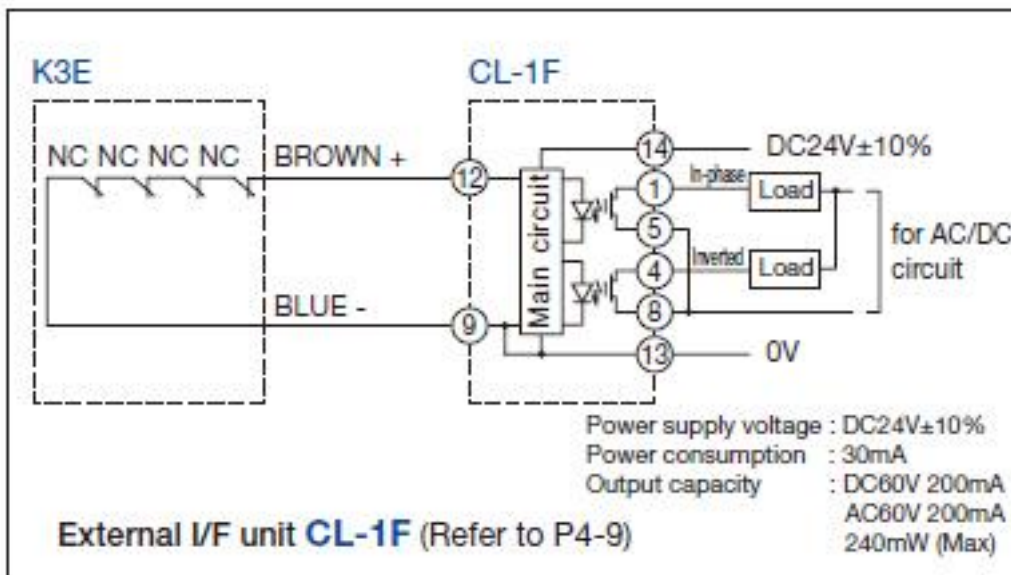 K3E
CL-1F
NC NC NC NC
BROWN +
BLUE -
12
9
Main circuit
14
1
5
4
8
13
DC24V±10%
In-phase
Load
Inverted
Load
for AC/DC
circuit
0V
Power supply voltage : DC24V±10%
Power consumption : 30mA
Output capacity : DC60V 200mA
AC60V 200mA
240mW (Max)
External I/F unit CL-1F (Refer to P4-9)